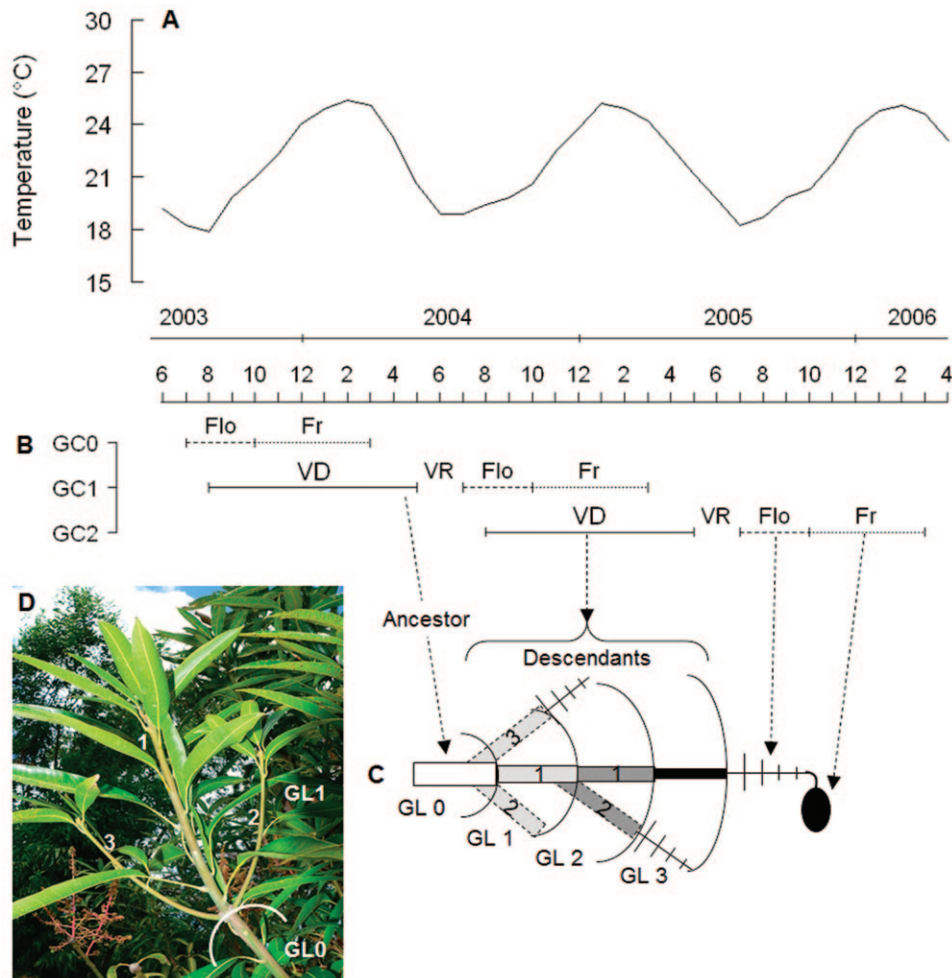 A
Temperature (°C)
30
27
24
21
18
15
2003 2004 2005 2006
6 8 10 12 2 4 6 8 10 12 2 4 6 8 10 12 2 4
B
GC0 Flo Fr
GC1 VD VR Flo Fr
GC2 VD VR Flo Fr
D
1
2
3
GL1
GL0
Ancestor
Descendants
C
3
1 1
2 2
GL 0
GL 1
GL 2
GL 3